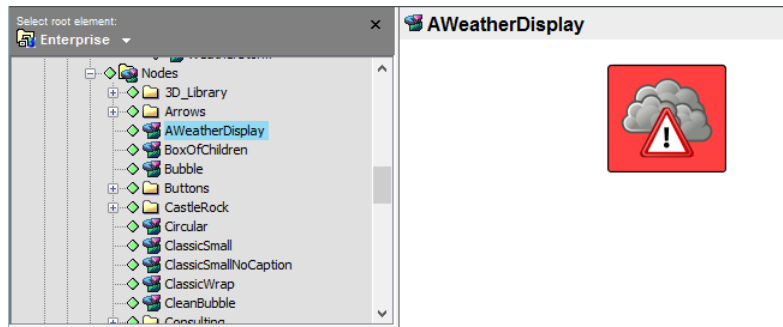 Select root element:
Enterprise
Nodes
3D_Library
Arrows
AWeatherDisplay
BoxOfChildren
Bubble
Buttons
CastleRock
Circular
ClassicSmall
ClassicSmallNoCaption
ClassicWrap
CleanBubble
Consulting
AWeatherDisplay